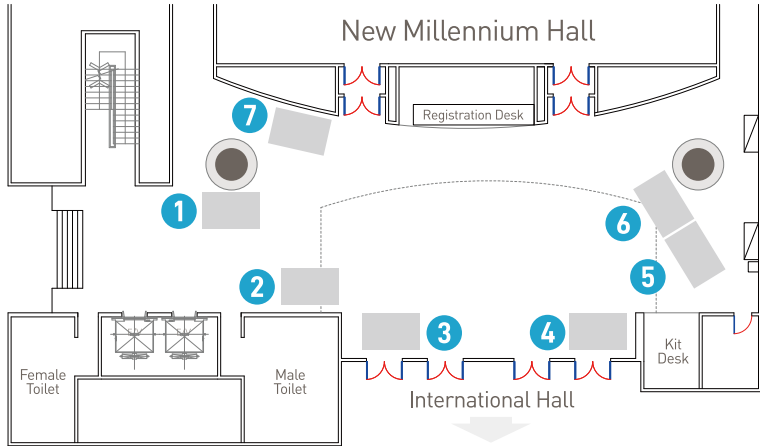 New Millennium Hall
7
Registration Desk
1
6
2
5
3
4
Kit
Desk
Female
Toilet
Male
Toilet
International Hall